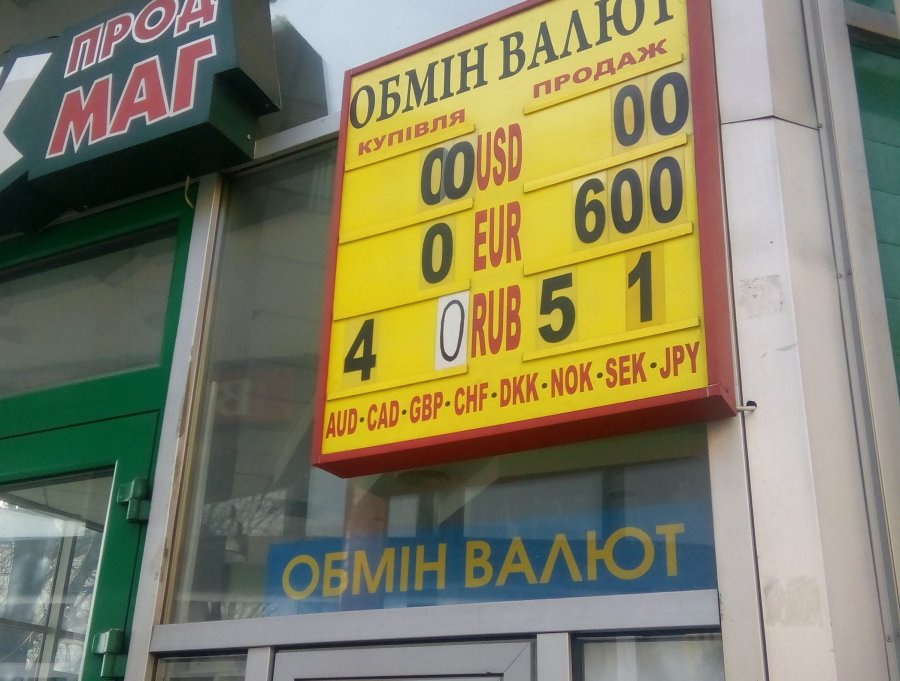 ПРОД
МАГ
ОБМІН ВАЛЮТ
КУПІВЛЯ ПРОДАЖ
00 USD 00
0 EUR 600
4 0 RUB 5 1
AUD·CAD·GBP·CHF·DKK·NOK·SEK·JPY
ОБМІН ВАЛЮТ